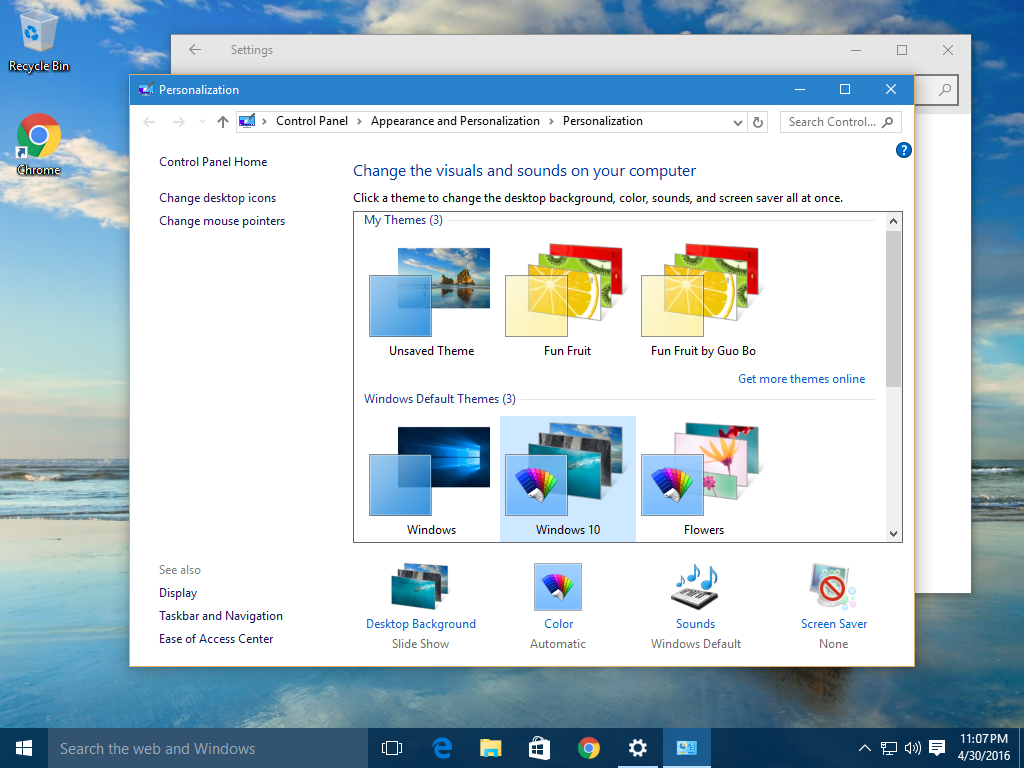 Recycle Bin
Chrome
Settings
Personalization
Control Panel > Appearance and Personalization > Personalization
Search Control...
Control Panel Home
Change desktop icons
Change mouse pointers
Change the visuals and sounds on your computer
Click a theme to change the desktop background, color, sounds, and screen saver all at once.
My Themes (3)
Unsaved Theme
Fun Fruit
Fun Fruit by Guo Bo
Get more themes online
Windows Default Themes (3)
Windows
Windows 10
Flowers
See also
Display
Taskbar and Navigation
Ease of Access Center
Desktop Background
Slide Show
Color
Automatic
Sounds
Windows Default
Screen Saver
None
Search the web and Windows
11:07 PM
4/30/2016